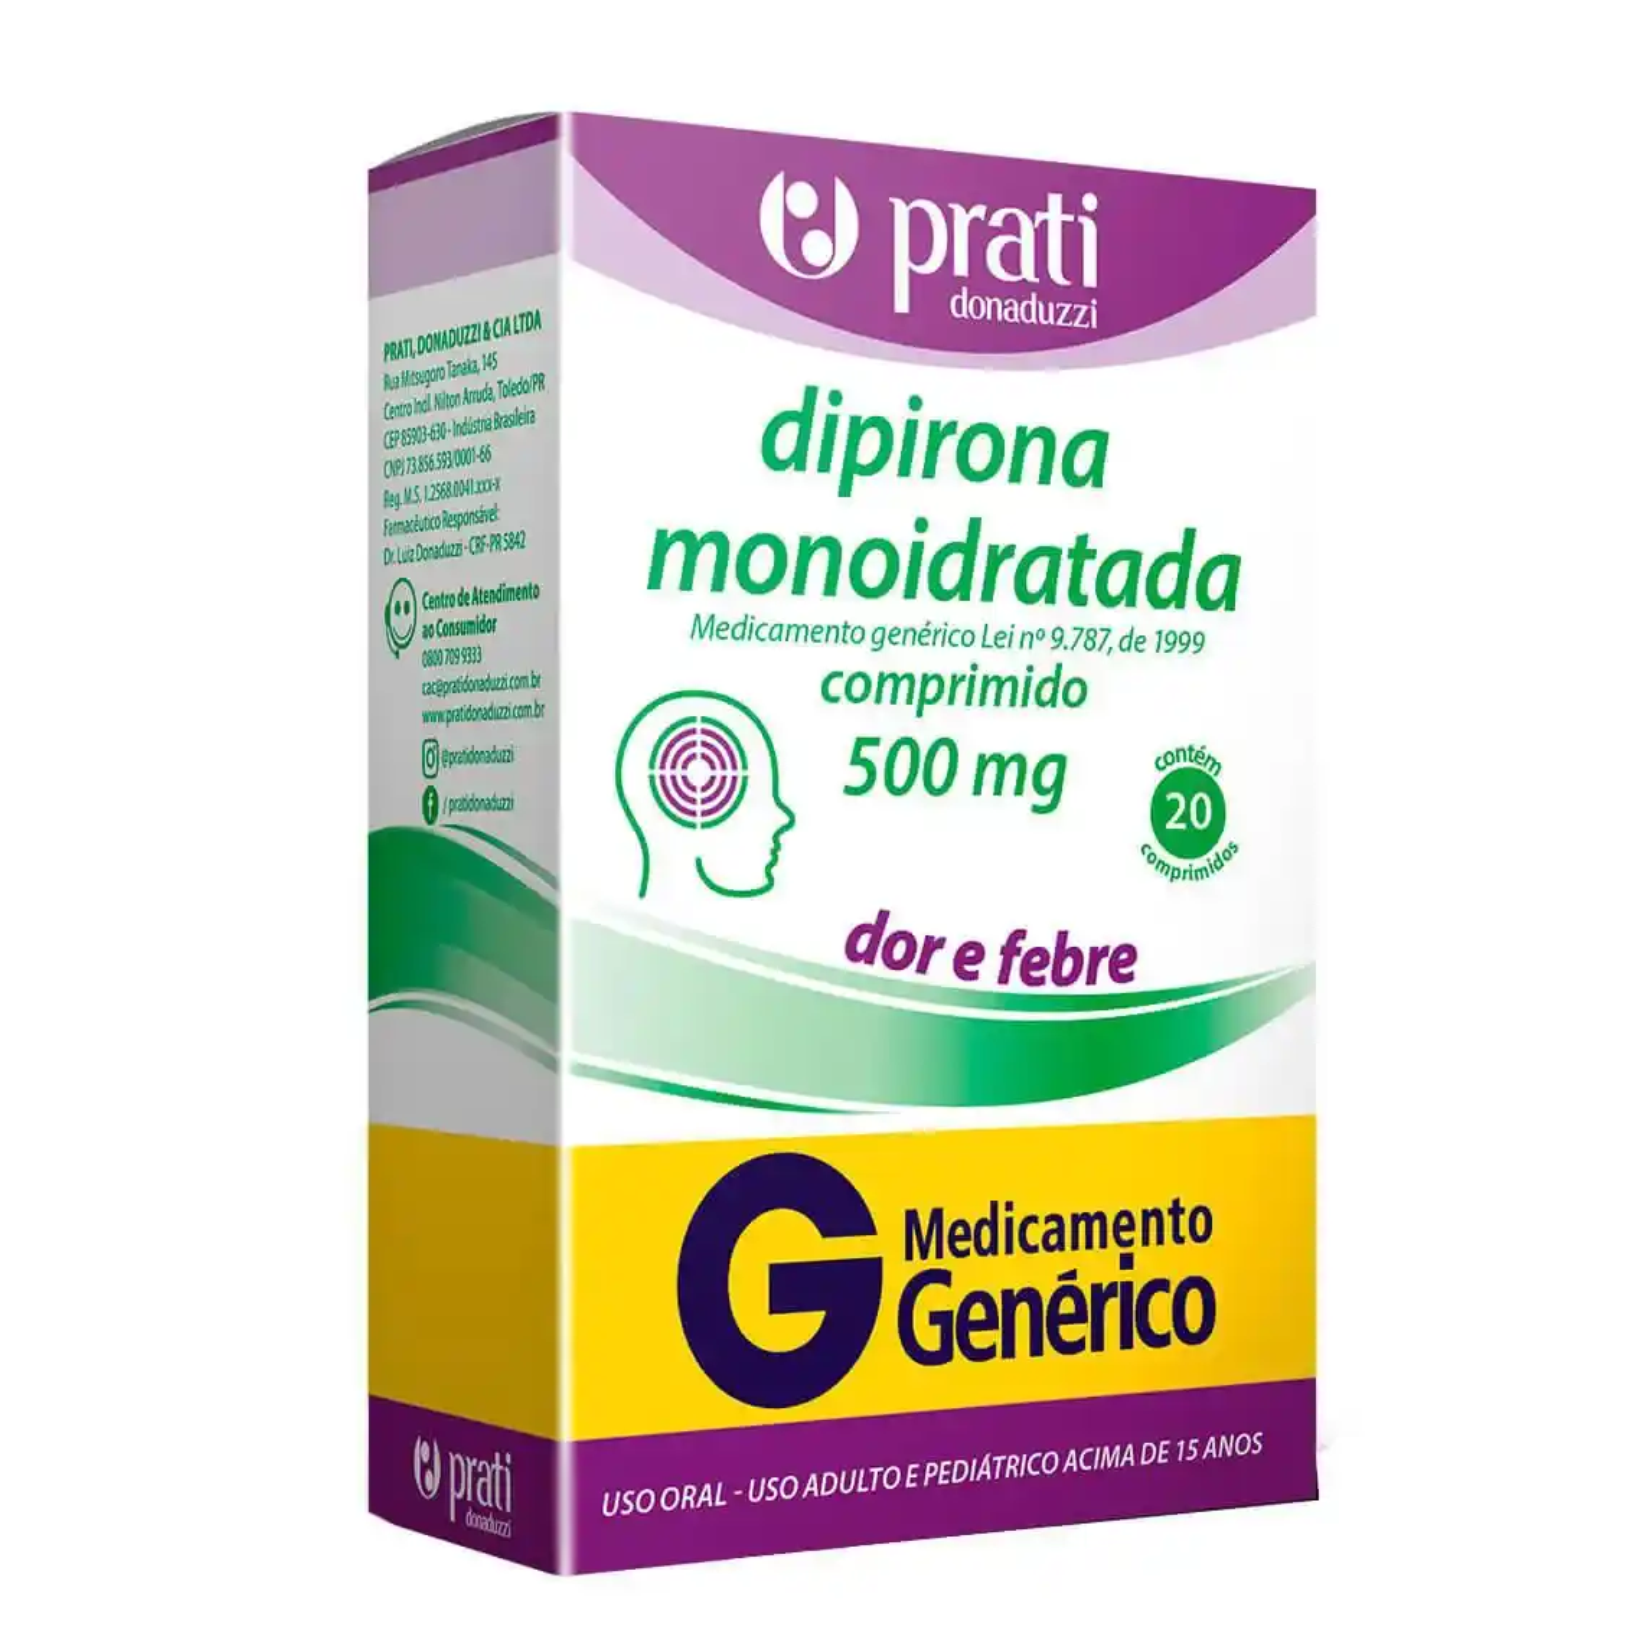 prati
donaduzzi
dipirona
monoidratada
Medicamento genérico Lei nº 9.787, de 1999
comprimido
500 mg
contém
20
comprimidos
dor e febre
G Medicamento
Genérico
USO ORAL - USO ADULTO E PEDIÁTRICO ACIMA DE 15 ANOS
PRATI, DONADUZZI & CIA LTDA
Rua Mitsugoro Tanaka, 145
Centro Indl. Nilton Arruda, Toledo/PR
CEP 85903-630 - Indústria Brasileira
CNPJ 73.856.593/0001-66
Reg. M.S. 1.2568.0041.xxx-x
Farmacêutico Responsável:
Dr. Luiz Donaduzzi - CRF-PR 5842
Centro de Atendimento
ao Consumidor
0800 709 9333
cac@pratidonaduzzi.com.br
www.pratidonaduzzi.com.br
@pratidonaduzzi
/ pratidonaduzzi
prati
donaduzzi